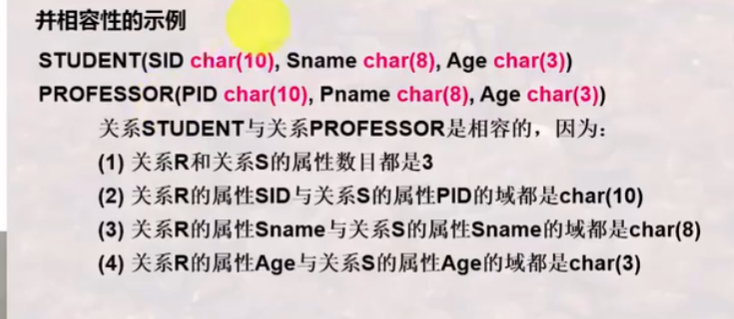 并相容性的示例
STUDENT(SID char(10), Sname char(8), Age char(3))
PROFESSOR(PID char(10), Pname char(8), Age char(3))
关系STUDENT与关系PROFESSOR是相容的，因为：
(1) 关系R和关系S的属性数目都是3
(2) 关系R的属性SID与关系S的属性PID的域都是char(10)
(3) 关系R的属性Sname与关系S的属性Sname的域都是char(8)
(4) 关系R的属性Age与关系S的属性Age的域都是char(3)